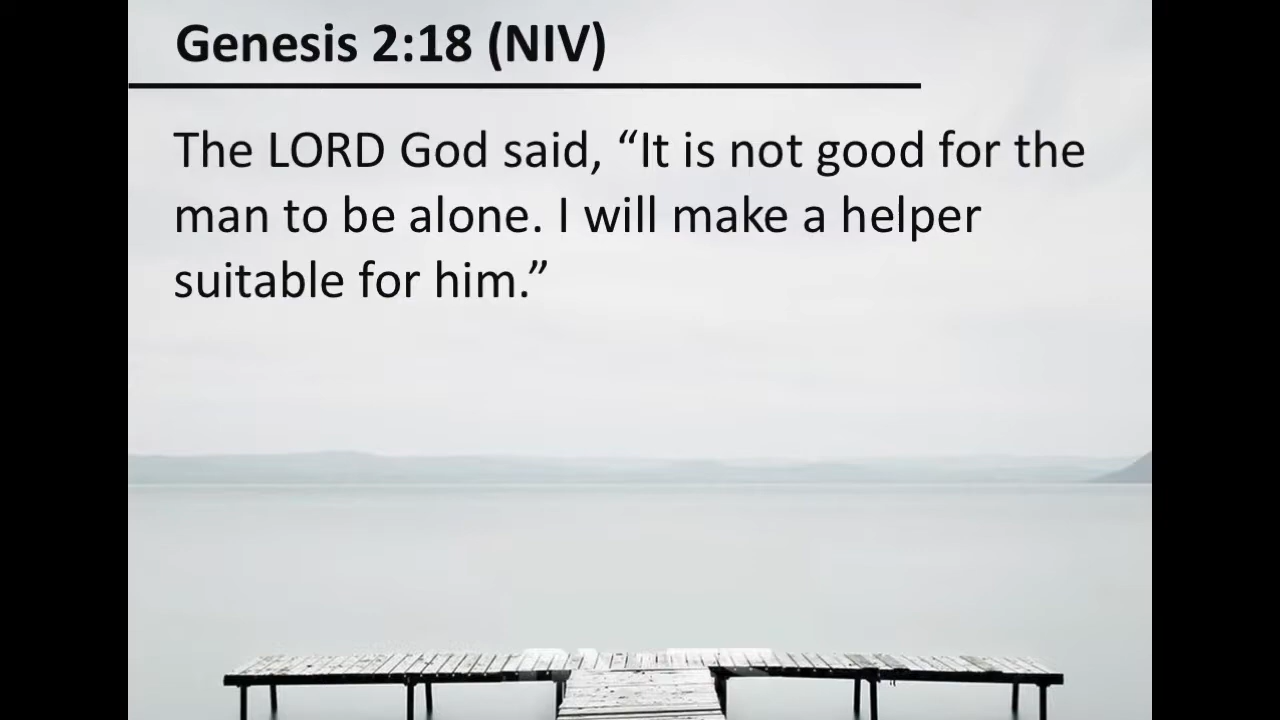 Genesis 2:18 (NIV)
The LORD God said, “It is not good for the
man to be alone. I will make a helper
suitable for him.”